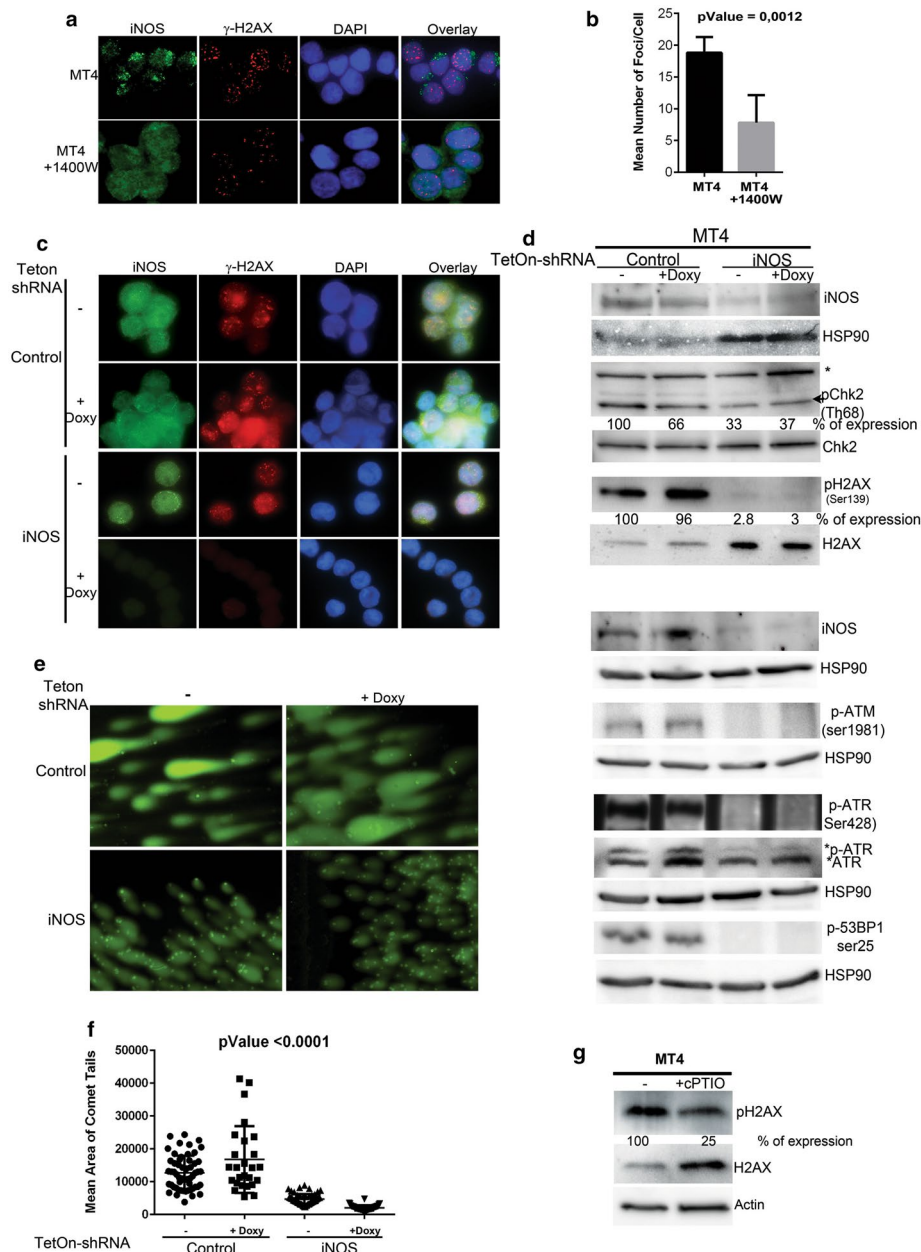 a
iNOS γ-H2AX DAPI Overlay
MT4
MT4
+1400W
b
pValue = 0,0012
Mean Number of Foci/Cell
25
20
15
10
5
0
MT4 MT4
+1400W
c
Teton
shRNA
iNOS γ-H2AX DAPI Overlay
-
Control
+
Doxy
-
iNOS
+
Doxy
d
MT4
TetOn-shRNA Control iNOS
- +Doxy - +Doxy
iNOS
HSP90
*
pChk2
(Th68)
100 66 33 37 % of expression
Chk2
pH2AX
(Ser139)
100 96 2.8 3 % of expression
H2AX
iNOS
HSP90
p-ATM
(ser1981)
HSP90
p-ATR
Ser428)
*p-ATR
*ATR
HSP90
p-53BP1
ser25
HSP90
e
Teton
shRNA
- + Doxy
Control
iNOS
f
pValue <0.0001
Mean Area of Comet Tails
50000
40000
30000
20000
10000
0
- + Doxy - +Doxy
TetOn-shRNA Control iNOS
g
MT4
- +cPTIO
pH2AX
100 25 % of expression
H2AX
Actin